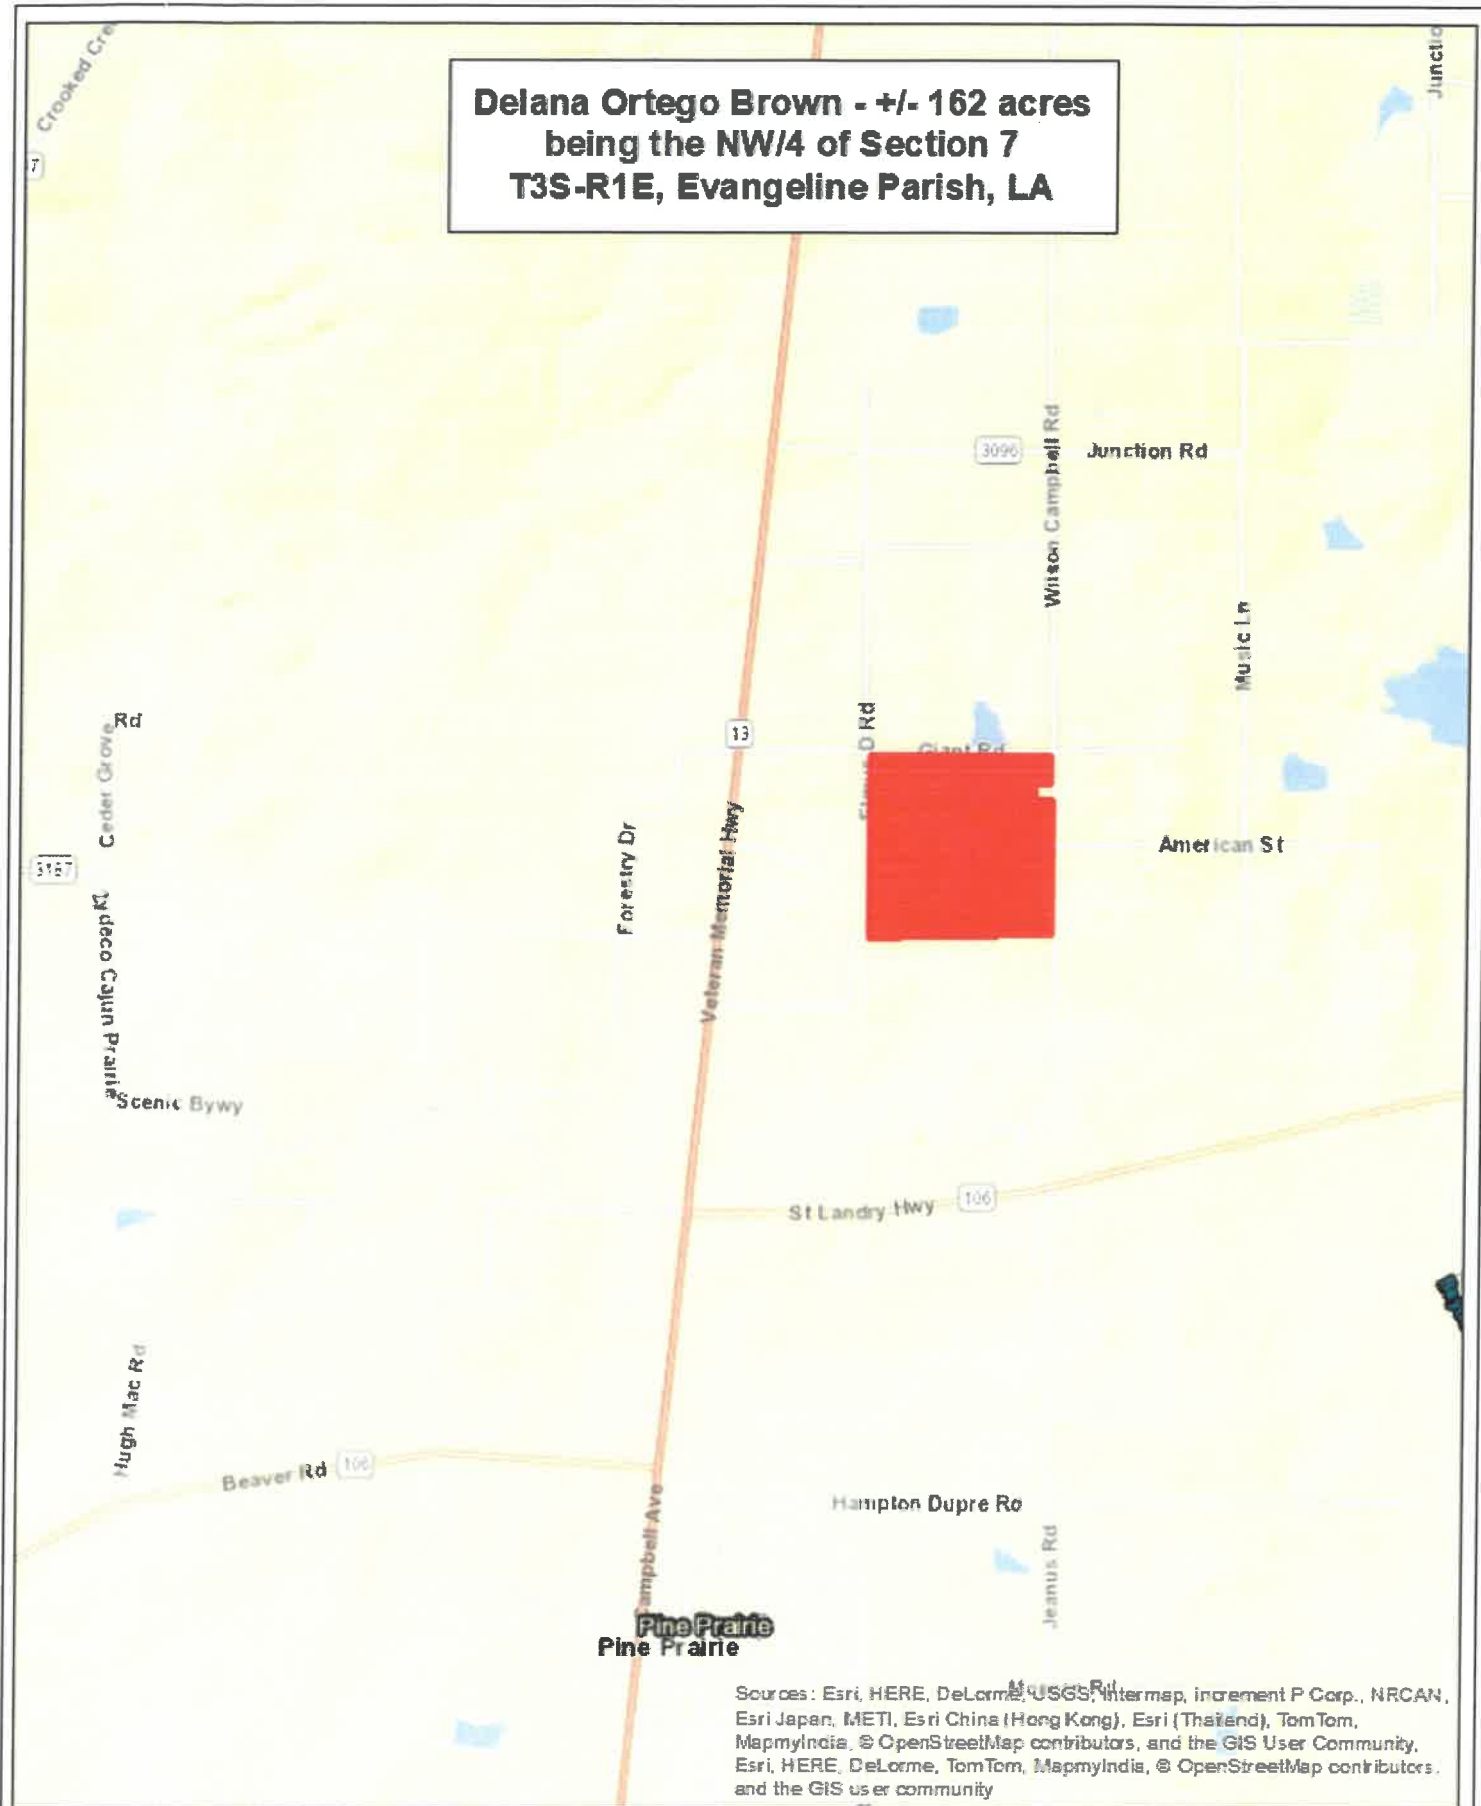 Crooked Cre
Junctio
Delana Ortego Brown - +/- 162 acres
being the NW/4 of Section 7
T3S-R1E, Evangeline Parish, LA
7
3096
Junction Rd
Wilson Campbell Rd
Music Ln
Rd
Ceder Grove
13
D Rd
Giant Rd
Forestry Dr
Veteran Memorial Hwy
American St
3187
Zydeco Cajun Prairie
Scenic Bywy
St Landry Hwy
106
Hugh Mac Rd
Beaver Rd
106
Campbell Ave
Hampton Dupre Rd
Jeanus Rd
Pine Prairie
Pine Prairie
Rd
Sources: Esri, HERE, DeLorme, USGS, Intermap, increment P Corp., NRCAN,
Esri Japan, METI, Esri China (Hong Kong), Esri (Thailand), TomTom,
MapmyIndia, © OpenStreetMap contributors, and the GIS User Community,
Esri, HERE, DeLorme, TomTom, MapmyIndia, © OpenStreetMap contributors,
and the GIS user community